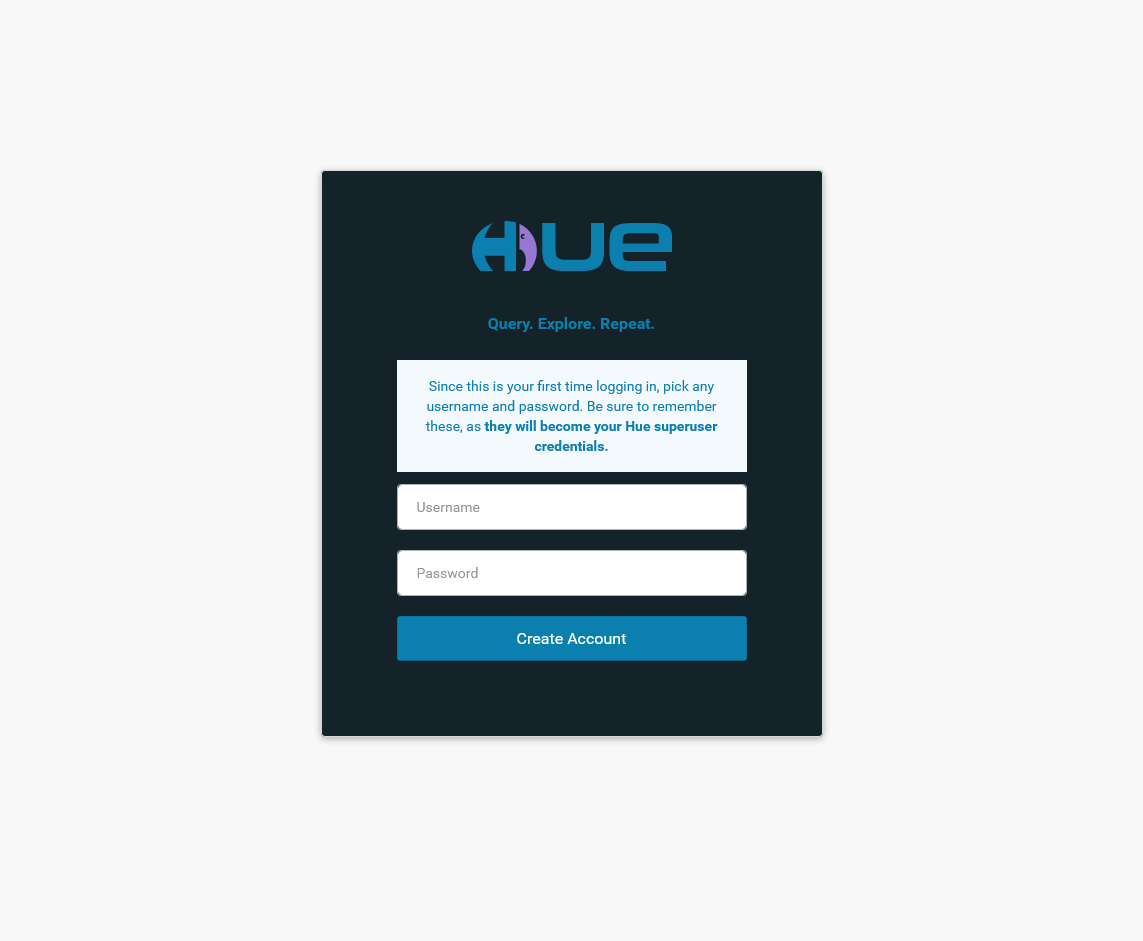 HUE
Query. Explore. Repeat.
Since this is your first time logging in, pick any
username and password. Be sure to remember
these, as they will become your Hue superuser
credentials.
Username
Password
Create Account